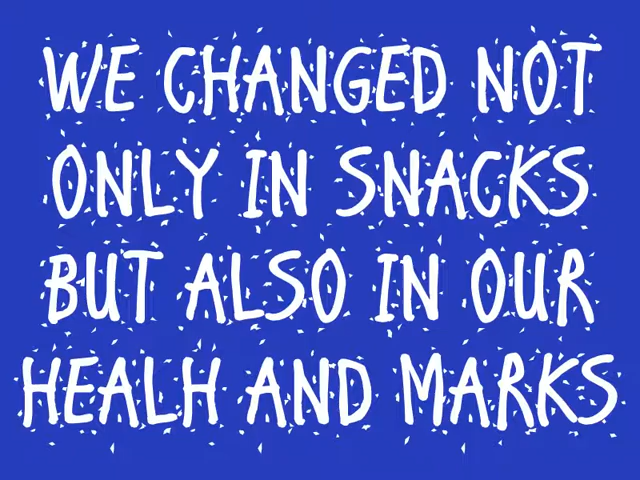 WE CHANGED NOT
ONLY IN SNACKS
BUT ALSO IN OUR
HEALH AND MARKS